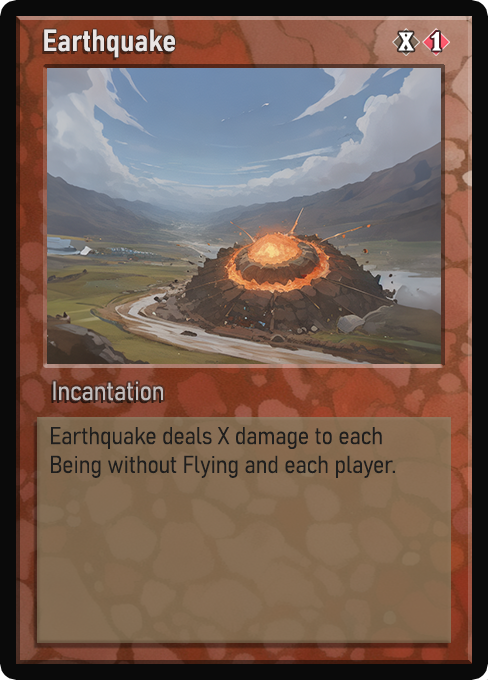 Earthquake X 1
Incantation
Earthquake deals X damage to each
Being without Flying and each player.